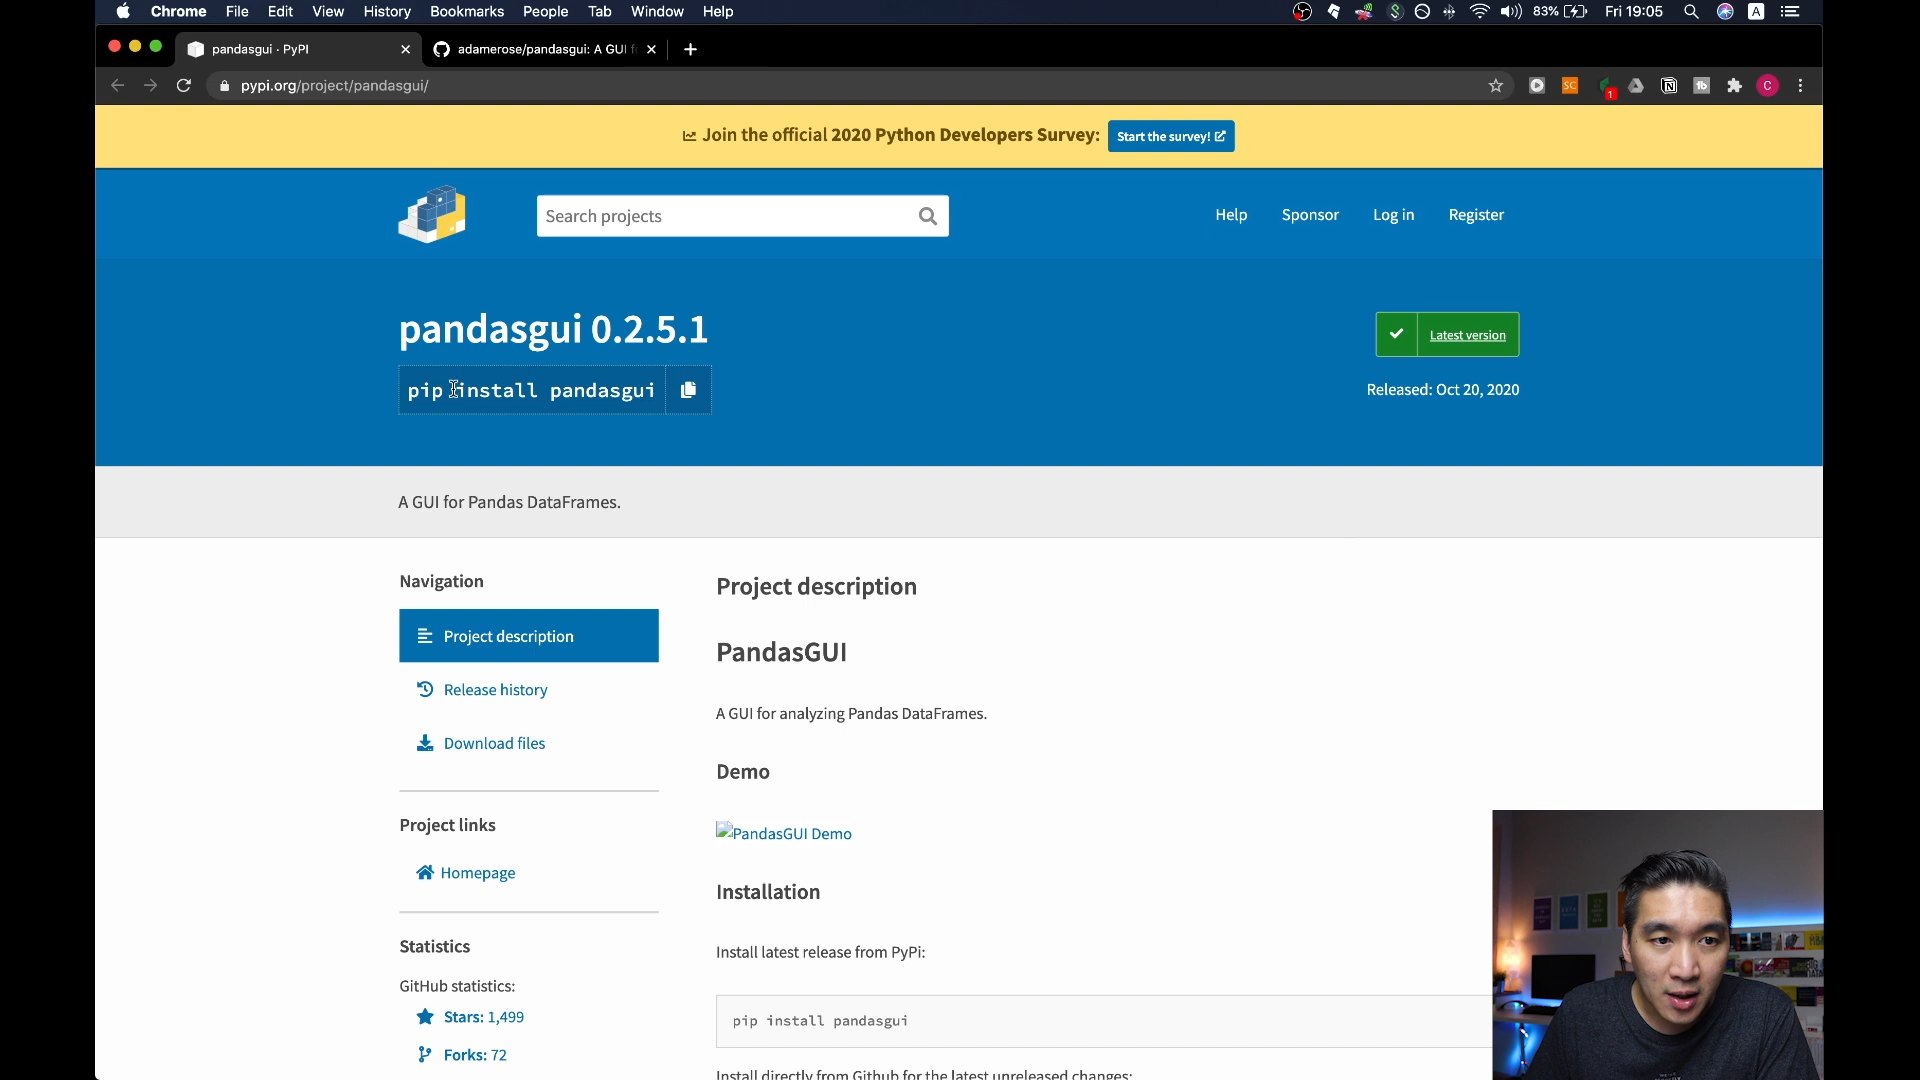 Chrome File Edit View History Bookmarks People Tab Window Help 83% Fri 19:05 A
pandasgui · PyPI adamerose/pandasgui: A GUI f
pypi.org/project/pandasgui/ SC 1 tb C
Join the official 2020 Python Developers Survey: Start the survey!
Search projects Help Sponsor Log in Register
pandasgui 0.2.5.1
Latest version
pip install pandasgui
Released: Oct 20, 2020
A GUI for Pandas DataFrames.
Navigation
Project description
Release history
Download files
Project links
Homepage
Statistics
GitHub statistics:
Stars: 1,499
Forks: 72
Project description
PandasGUI
A GUI for analyzing Pandas DataFrames.
Demo
PandasGUI Demo
Installation
Install latest release from PyPi:
pip install pandasgui
Install directly from Github for the latest unreleased changes: